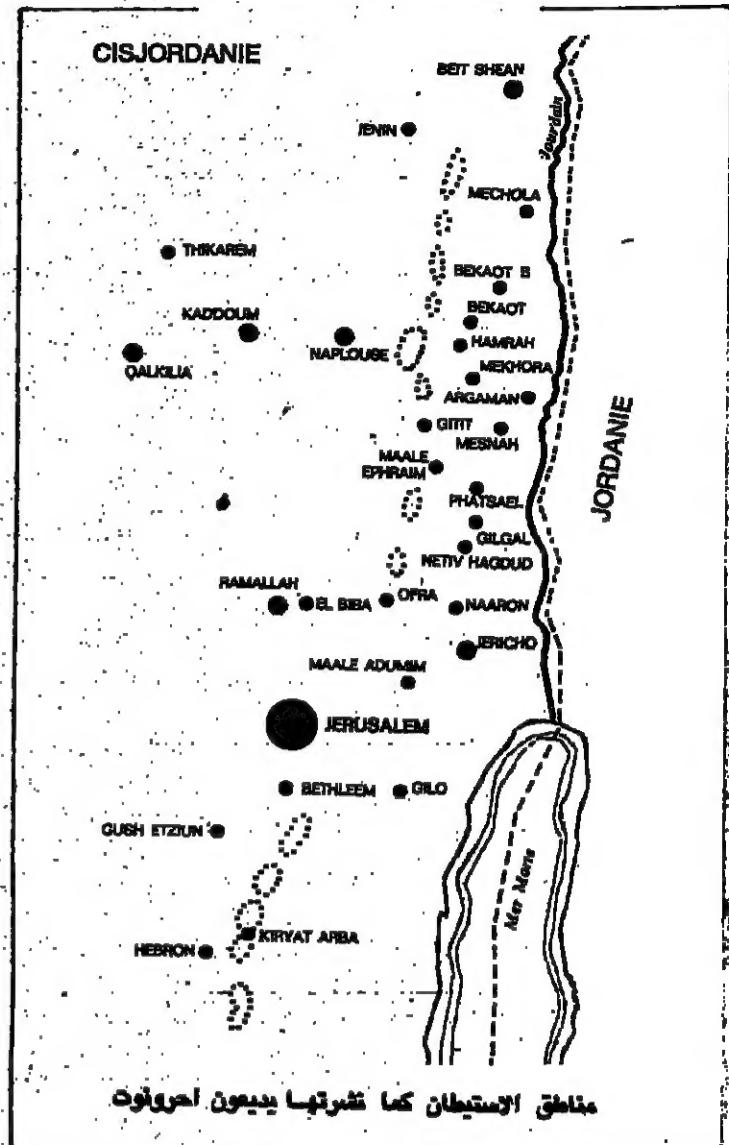 CISJORDANIE
BEIT SHEAN
JENIN
Jourdain
MECHOLA
THIKAREM
BEKAOT B
KADDOUM
BEKAOT
HAMRAH
NAPLOUSE
QALKILIA
MEKHORA
ARGAMAN
GITIT
MESNAH
MAALE
EPHRAIM
JORDANIE
PHATSAEL
GILGAL
NETIV HAGDUD
RAMALLAH
EL BIBA
OFRA
NAARON
JERICHO
MAALE ADUMIM
JERUSALEM
BETHLEEM
GILO
GUSH ETZIUN
Mer Morte
KIRYAT ARBA
HEBRON
مناطق الاستيطان كما نشرتها يديعون احرونوت